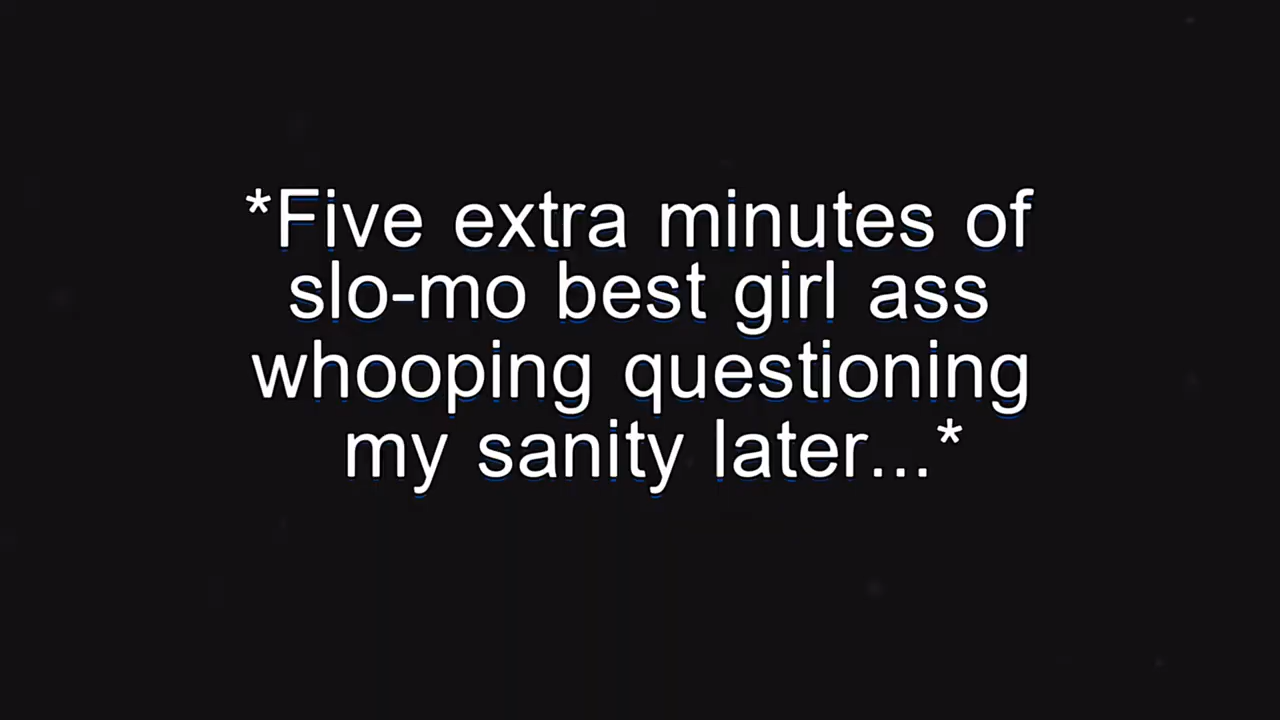 *Five extra minutes of
slo-mo best girl ass
whooping questioning
my sanity later...*